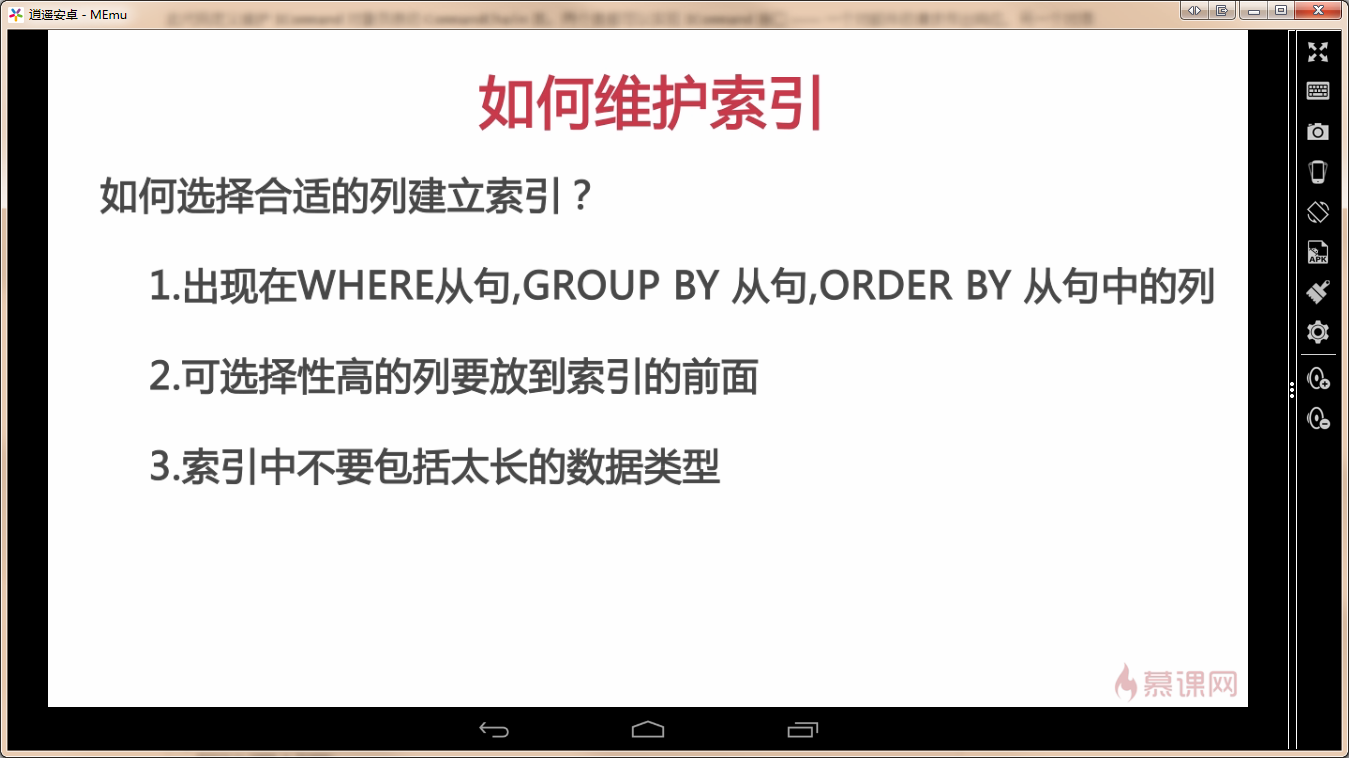 逍遥安卓 - MEmu
如何维护索引
如何选择合适的列建立索引？
1.出现在WHERE从句,GROUP BY 从句,ORDER BY 从句中的列
2.可选择性高的列要放到索引的前面
3.索引中不要包括太长的数据类型
慕课网
APK